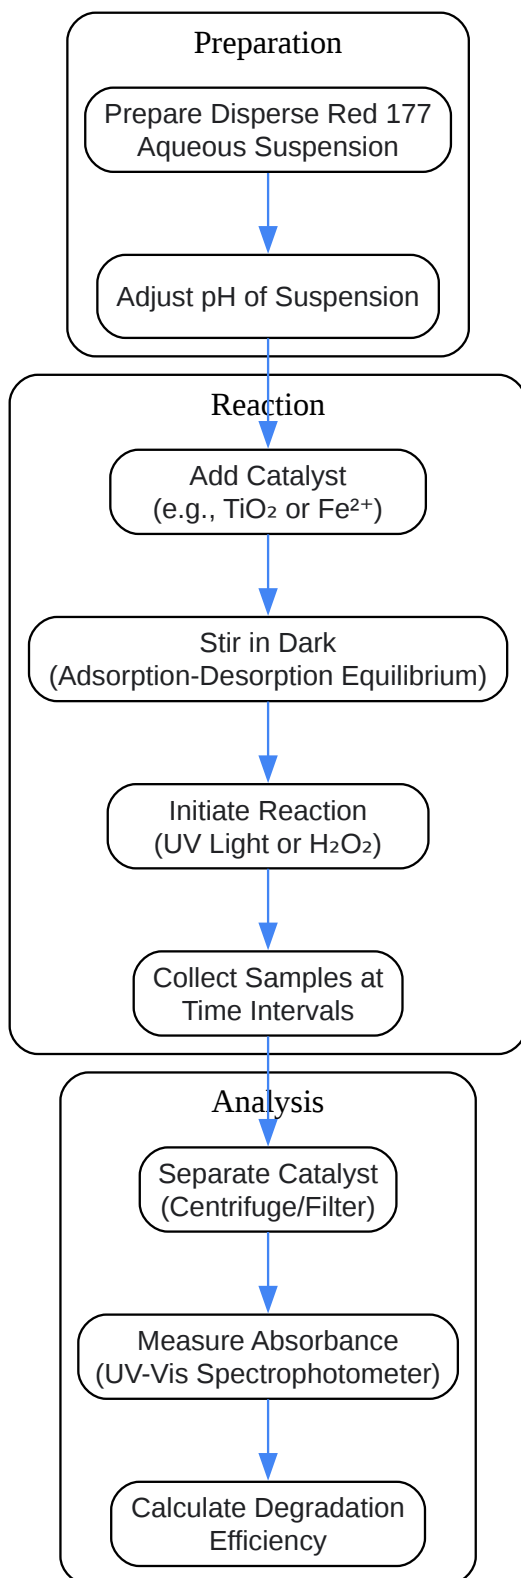 Preparation
Prepare Disperse Red 177
Aqueous Suspension
Adjust pH of Suspension
Reaction
Add Catalyst
(e.g., TiO₂ or Fe²⁺)
Stir in Dark
(Adsorption-Desorption Equilibrium)
Initiate Reaction
(UV Light or H₂O₂)
Collect Samples at
Time Intervals
Analysis
Separate Catalyst
(Centrifuge/Filter)
Measure Absorbance
(UV-Vis Spectrophotometer)
Calculate Degradation
Efficiency